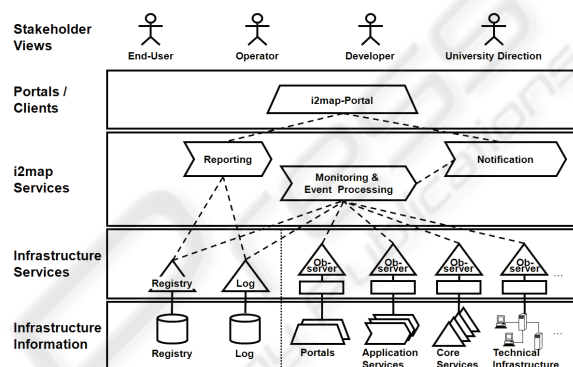 Stakeholder
Views
End-User
Operator
Developer
University Direction
Portals /
Clients
i2map-Portal
i2map
Services
Reporting
Monitoring &
Event Processing
Notification
Infrastructure
Services
Registry
Log
Ob-
server
Ob-
server
Ob-
server
Ob-
server
...
Infrastructure
Information
Registry
Log
Portals
Application
Services
Core
Services
Technical
Infrastructure
...